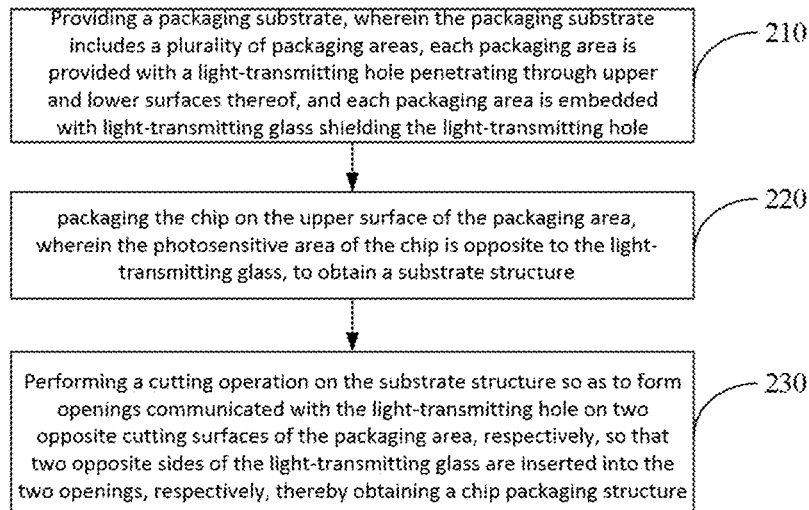 Providing a packaging substrate, wherein the packaging substrate
includes a plurality of packaging areas, each packaging area is
provided with a light-transmitting hole penetrating through upper
and lower surfaces thereof, and each packaging area is embedded
with light-transmitting glass shielding the light-transmitting hole
210
packaging the chip on the upper surface of the packaging area,
wherein the photosensitive area of the chip is opposite to the light-
transmitting glass, to obtain a substrate structure
220
Performing a cutting operation on the substrate structure so as to form
openings communicated with the light-transmitting hole on two
opposite cutting surfaces of the packaging area, respectively, so that
two opposite sides of the light-transmitting glass are inserted into the
two openings, respectively, thereby obtaining a chip packaging structure
230